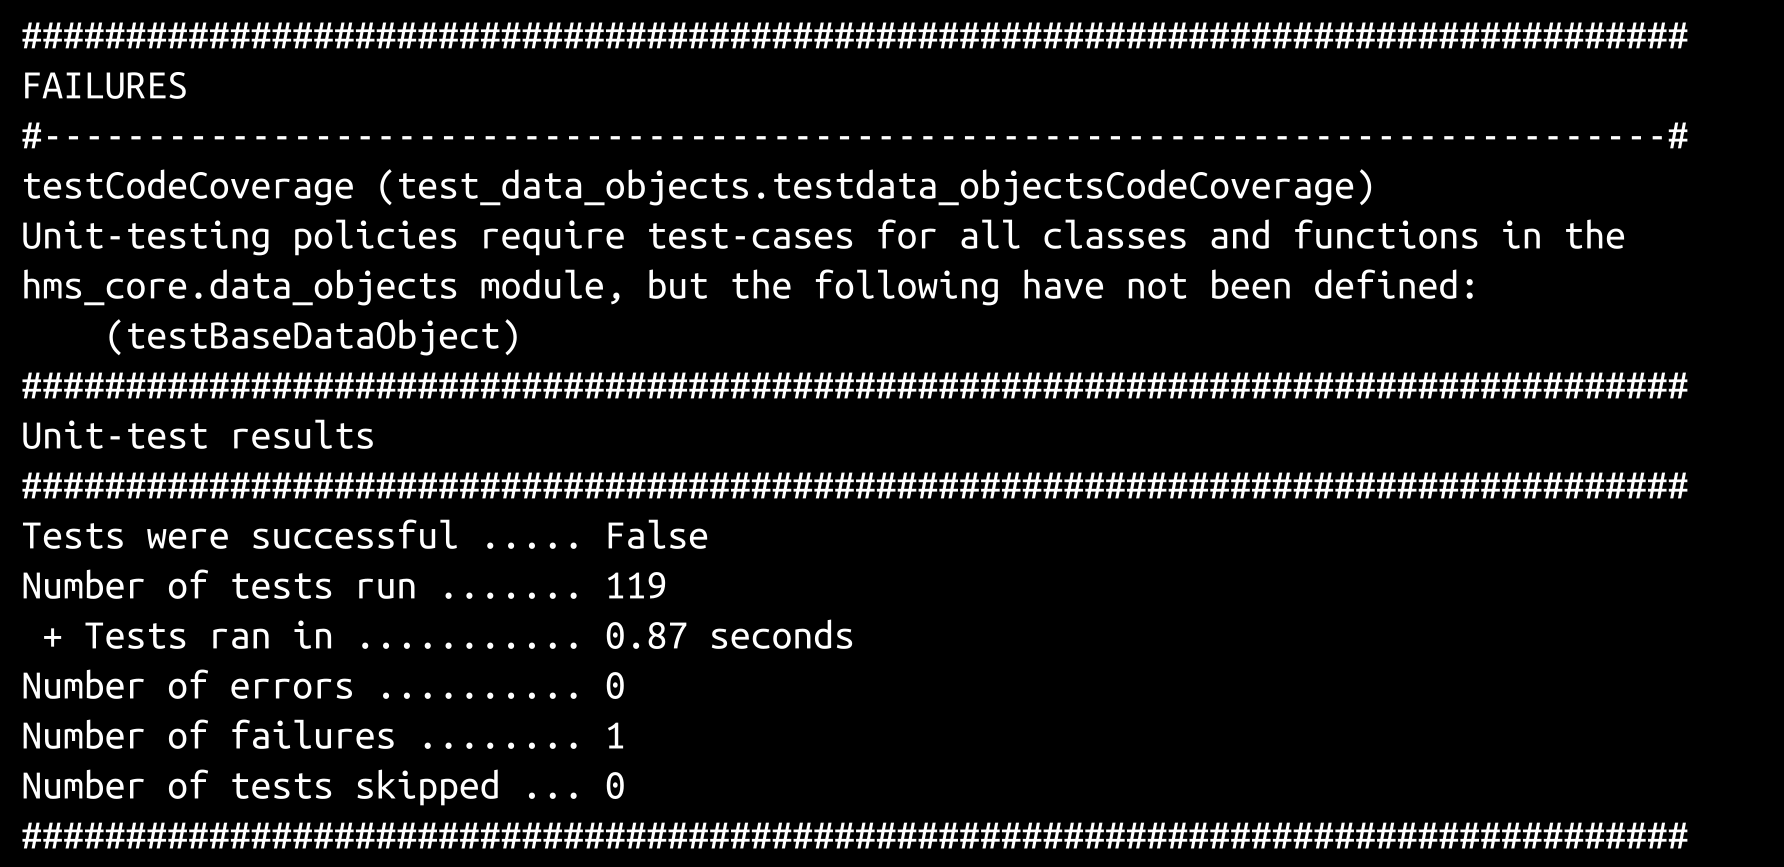 ################################################################################
FAILURES
#------------------------------------------------------------------------------#
testCodeCoverage (test_data_objects.testdata_objectsCodeCoverage)
Unit-testing policies require test-cases for all classes and functions in the
hms_core.data_objects module, but the following have not been defined:
    (testBaseDataObject)
################################################################################
Unit-test results
################################################################################
Tests were successful ..... False
Number of tests run ....... 119
 + Tests ran in ........... 0.87 seconds
Number of errors .......... 0
Number of failures ........ 1
Number of tests skipped ... 0
################################################################################